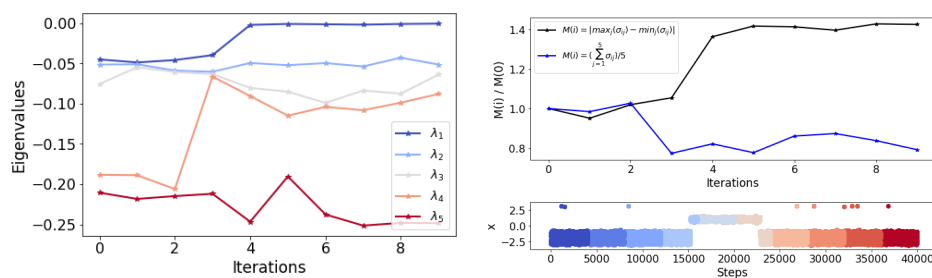 0.00
−0.05
−0.10
−0.15
−0.20
−0.25
Eigenvalues
λ1
λ2
λ3
λ4
λ5
0 2 4 6 8
Iterations
M(i) / M(0)
1.4
1.2
1.0
0.8
M(i) = |maxj(σij) − minj(σij)|
M(i) = (∑5j=1 σij)/5
0 2 4 6 8
Iterations
x
2.5
0.0
−2.5
0 5000 10000 15000 20000 25000 30000 35000 40000
Steps